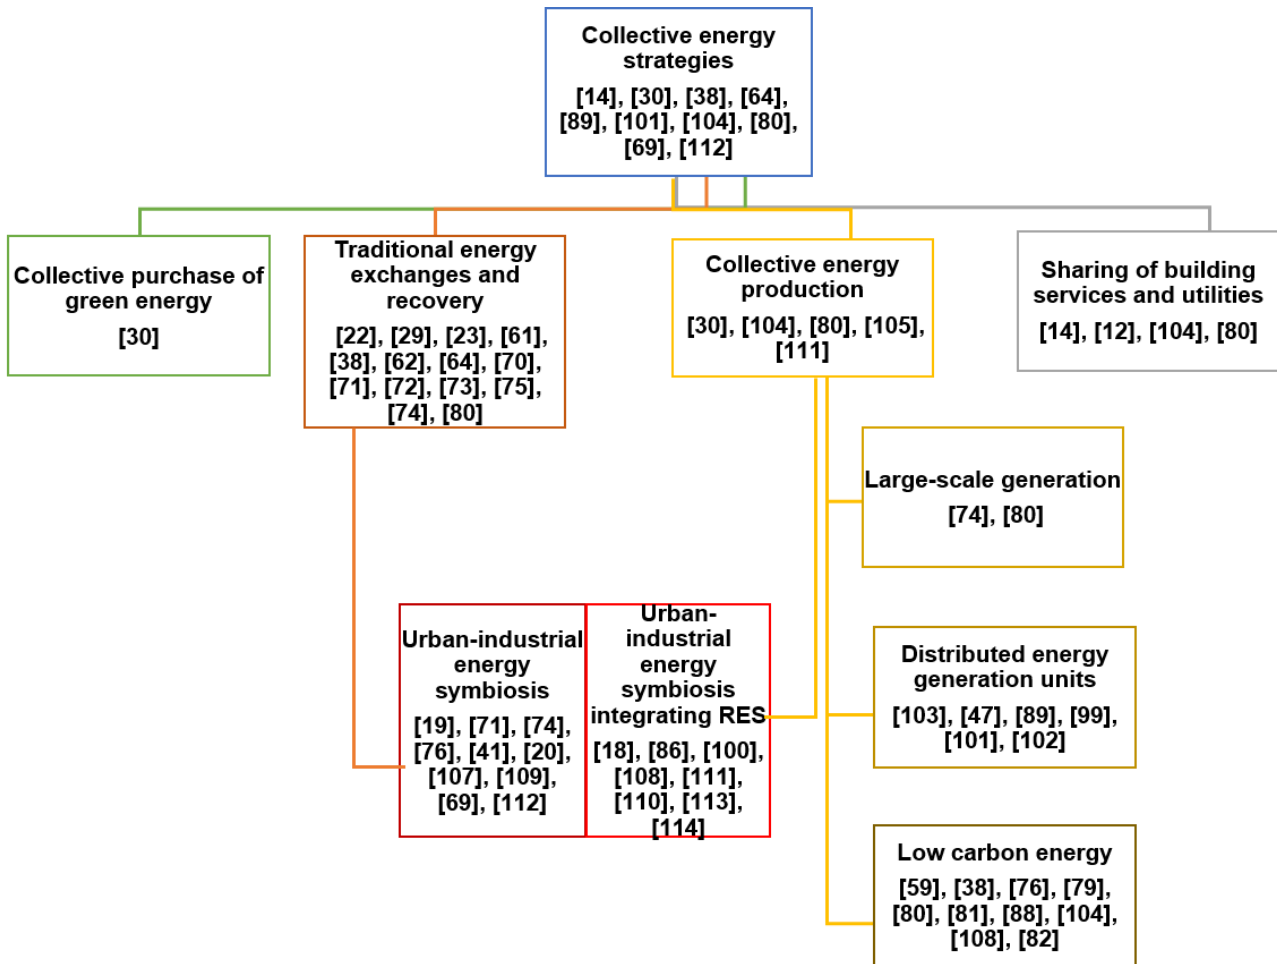 Collective energy
strategies
[14], [30], [38], [64],
[89], [101], [104], [80],
[69], [112]
Collective purchase of
green energy
[30]
Traditional energy
exchanges and
recovery
[22], [29], [23], [61],
[38], [62], [64], [70],
[71], [72], [73], [75],
[74], [80]
Collective energy
production
[30], [104], [80], [105],
[111]
Sharing of building
services and utilities
[14], [12], [104], [80]
Large-scale generation
[74], [80]
Urban-industrial
energy
symbiosis
[19], [71], [74],
[76], [41], [20],
[107], [109],
[69], [112]
Urban-
industrial
energy
symbiosis
integrating RES
[18], [86], [100],
[108], [111],
[110], [113],
[114]
Distributed energy
generation units
[103], [47], [89], [99],
[101], [102]
Low carbon energy
[59], [38], [76], [79],
[80], [81], [88], [104],
[108], [82]